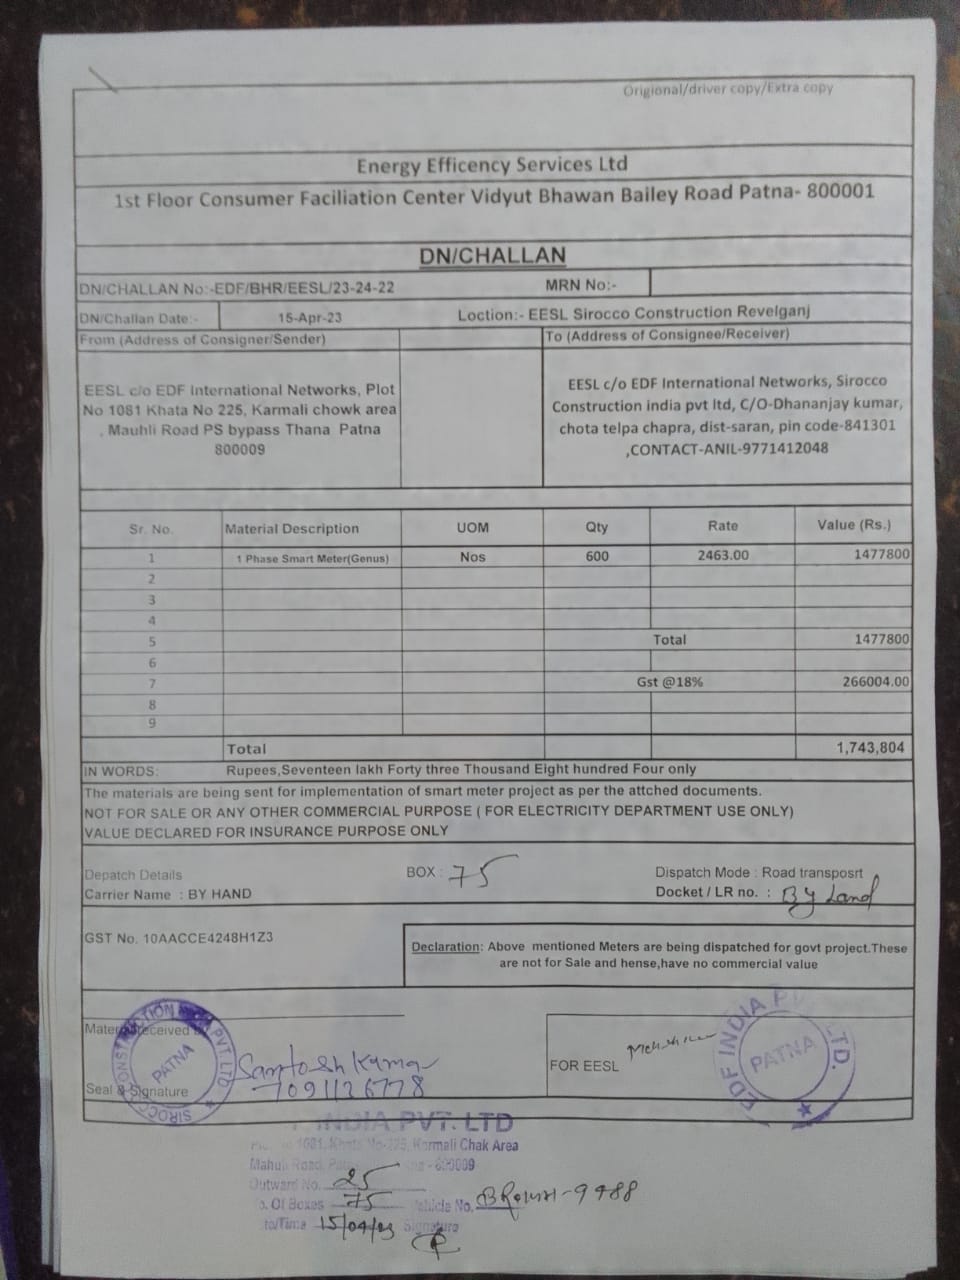 Origional/driver copy/Extra copy
Energy Efficency Services Ltd
1st Floor Consumer Faciliation Center Vidyut Bhawan Bailey Road Patna- 800001
DN/CHALLAN
DN/CHALLAN No:-EDF/BHR/EESL/23-24-22 MRN No:-
DN/Challan Date:- 15-Apr-23 Loction:- EESL Sirocco Construction Revelganj
From (Address of Consigner/Sender) To (Address of Consignee/Receiver)
EESL c/o EDF International Networks, Plot
No 1081 Khata No 225, Karmali chowk area
, Mauhli Road PS bypass Thana Patna
800009
EESL c/o EDF International Networks, Sirocco
Construction india pvt ltd, C/O-Dhananjay kumar,
chota telpa chapra, dist-saran, pin code-841301
,CONTACT-ANIL-9771412048
Sr. No. Material Description UOM Qty Rate Value (Rs.)
1 1 Phase Smart Meter(Genus) Nos 600 2463.00 1477800
2
3
4
5 Total 1477800
6
7 Gst @18% 266004.00
8
9
Total 1,743,804
IN WORDS: Rupees,Seventeen lakh Forty three Thousand Eight hundred Four only
The materials are being sent for implementation of smart meter project as per the attched documents.
NOT FOR SALE OR ANY OTHER COMMERCIAL PURPOSE ( FOR ELECTRICITY DEPARTMENT USE ONLY)
VALUE DECLARED FOR INSURANCE PURPOSE ONLY
Depatch Details BOX : 75 Dispatch Mode : Road transposrt
Carrier Name : BY HAND Docket / LR no. : By Land
GST No. 10AACCE4248H1Z3
Declaration: Above mentioned Meters are being dispatched for govt project.These
are not for Sale and hense,have no commercial value
Material Received
Seal & Signature
SIROCCO CONSTRUCTION INDIA PVT. LTD
PATNA
Santosh Kumar
7091126778
FOR EESL
EDF INDIA PVT. LTD.
PATNA
INDIA PVT. LTD
1081, Khata No-225, Karmali Chak Area
Mahuli Road, - 800009
Outward No. 25
. Of Boxes 75 Vehicle No. 9988
to/Time 15/04/23 Signature